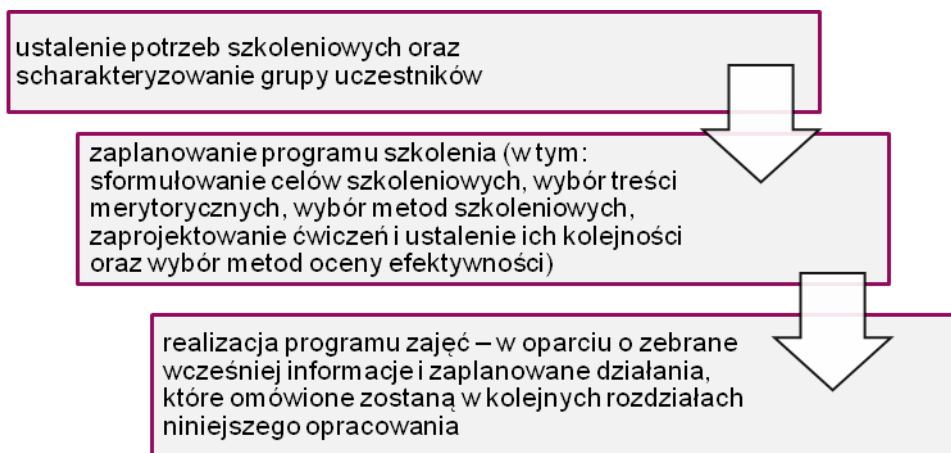 ustalenie potrzeb szkoleniowych oraz
scharakteryzowanie grupy uczestników
zaplanowanie programu szkolenia (w tym:
sformułowanie celów szkoleniowych, wybór treści
merytorycznych, wybór metod szkoleniowych,
zaprojektowanie ćwiczeń i ustalenie ich kolejności
oraz wybór metod oceny efektywności)
realizacja programu zajęć – w oparciu o zebrane
wcześniej informacje i zaplanowane działania,
które omówione zostaną w kolejnych rozdziałach
niniejszego opracowania